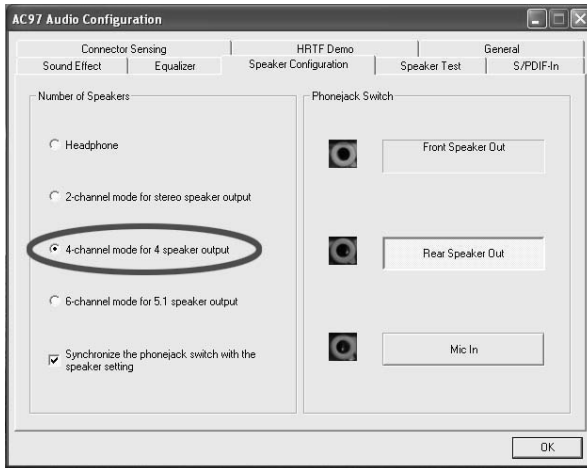 AC97 Audio Configuration
Connector Sensing
HRTF Demo
General
Sound Effect
Equalizer
Speaker Configuration
Speaker Test
S/PDIF-In
Number of Speakers
Headphone
2-channel mode for stereo speaker output
4-channel mode for 4 speaker output
6-channel mode for 5.1 speaker output
Synchronize the phonejack switch with the
speaker setting
Phonejack Switch
Front Speaker Out
Rear Speaker Out
Mic In
OK